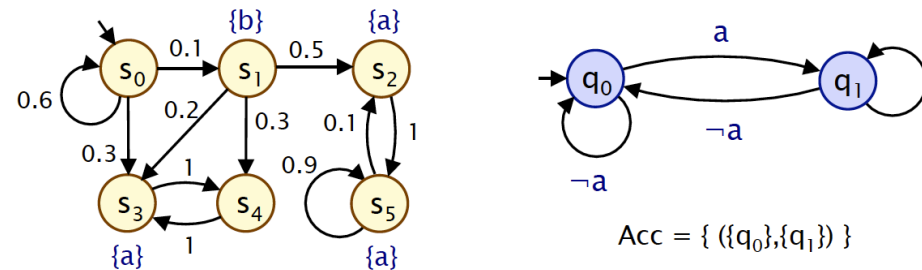 {b} {a}
0.1 0.5 a
s₀ s₁ s₂ q₀ q₁
0.6 0.2 0.3 0.1 1 ¬a
0.3 1 0.9 ¬a
s₃ s₄ s₅
1
{a} {a}
Acc = { ({q₀},{q₁}) }